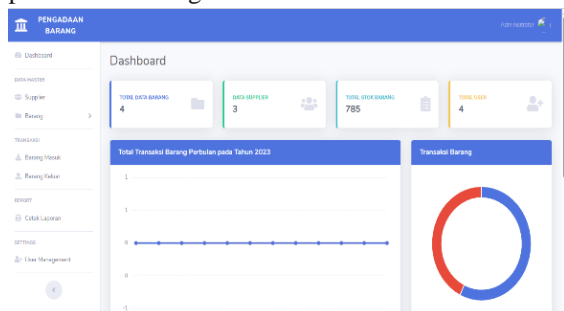 PENGADAAN
BARANG
Administrator
Dashboard
DATA MASTER
Supplier
Barang
TRANSAKSI
Barang Masuk
Barang Keluar
REPORT
Cetak Laporan
SETTINGS
User Management
Dashboard
TOTAL DATA BARANG
4
DATA SUPPLIER
3
TOTAL STOK BARANG
785
TOTAL USER
4
Total Transaksi Barang Perbulan pada Tahun 2023
1
1
0
0
-1
Transaksi Barang